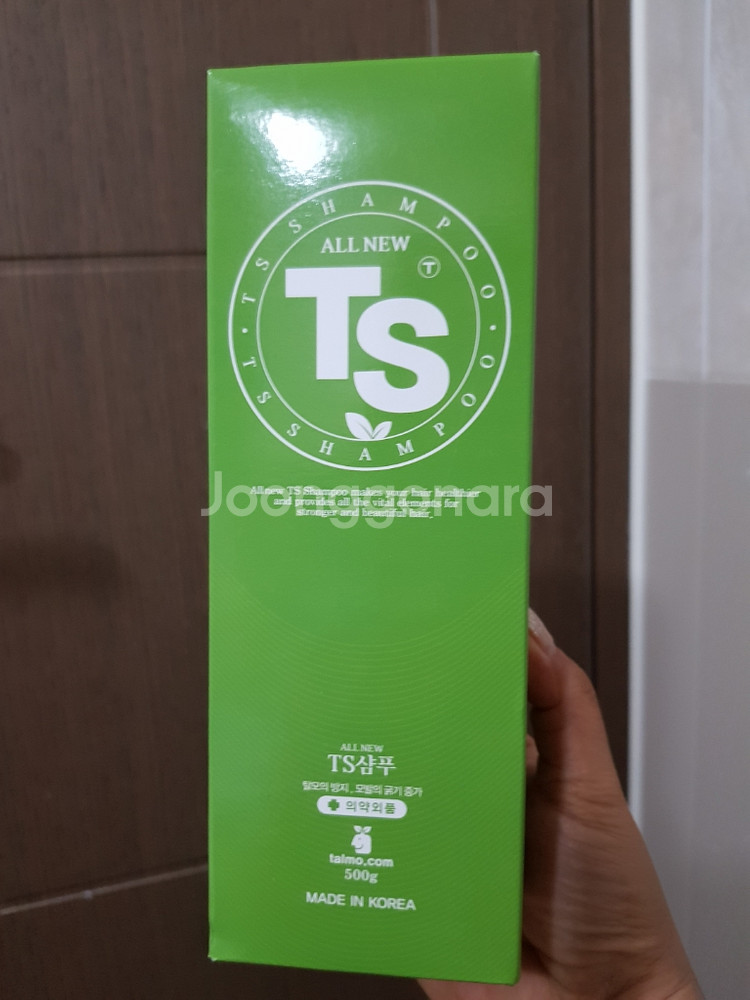 TS SHAMPOO • TS SHAMPOO •
ALL NEW
T
TS
Allnew TS Shampoo makes your hair healthier
and provides all the vital elements for
stronger and beautiful hair.
Joonggonara
ALL NEW
TS샴푸
탈모의 방지 , 모발의 굵기 증가
의약외품
talmo.com
500g
MADE IN KOREA